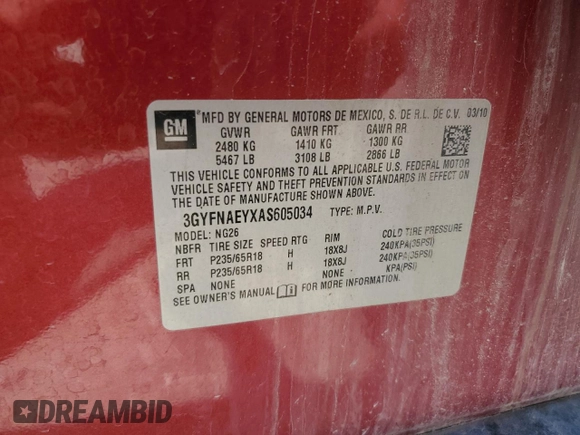 GM
MFD BY GENERAL MOTORS DE MEXICO, S. DE R.L. DE C.V. 03/10
GVWR GAWR FRT GAWR RR
2480 KG 1410 KG 1300 KG
5467 LB 3108 LB 2866 LB
THIS VEHICLE CONFORMS TO ALL APPLICABLE U.S. FEDERAL MOTOR
VEHICLE SAFETY AND THEFT PREVENTION STANDARDS IN EFFECT ON
THE DATE OF MANUFACTURE SHOWN ABOVE.
3GYFNAEYXAS605034 TYPE: M.P.V.
MODEL: NG26
NBFR TIRE SIZE SPEED RTG RIM COLD TIRE PRESSURE
FRT P235/65R18 H 18X8J 240KPA(35PSI)
RR P235/65R18 H 18X8J 240KPA(35PSI)
SPA NONE NONE KPA(PSI)
SEE OWNER'S MANUAL FOR MORE INFORMATION.
DREAMBID